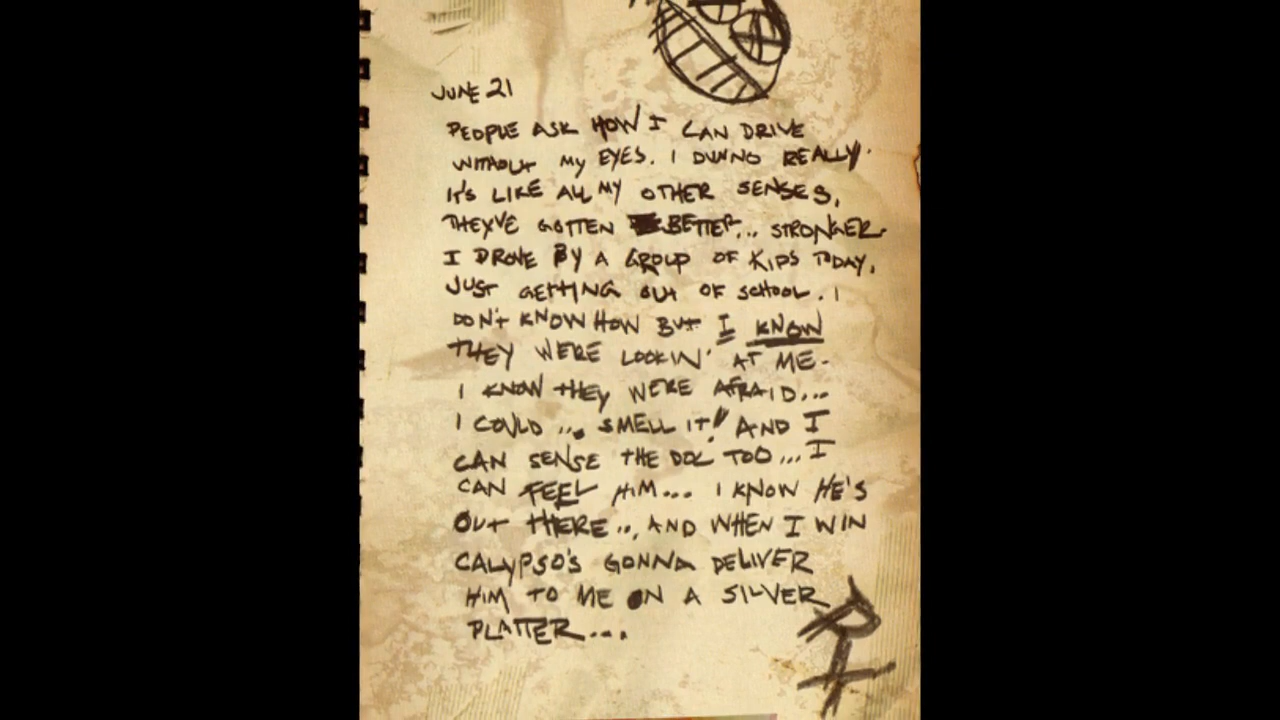 JUNE 21
PEOPLE ASK HOW I CAN DRIVE
WITHOUT MY EYES. I DUNNO REALLY.
IT'S LIKE ALL MY OTHER SENSES,
THEY'VE GOTTEN BETTER... STRONGER.
I DROVE BY A GROUP OF KIDS TODAY,
JUST GETTING OUT OF SCHOOL. I
DON'T KNOW HOW BUT I KNOW
THEY WERE LOOKIN' AT ME.
I KNOW THEY WERE AFRAID...
I COULD... SMELL IT! AND I
CAN SENSE THE DOC TOO... I
CAN FEEL HIM... I KNOW HE'S
OUT THERE... AND WHEN I WIN
CALYPSO'S GONNA DELIVER
HIM TO ME ON A SILVER
PLATTER....